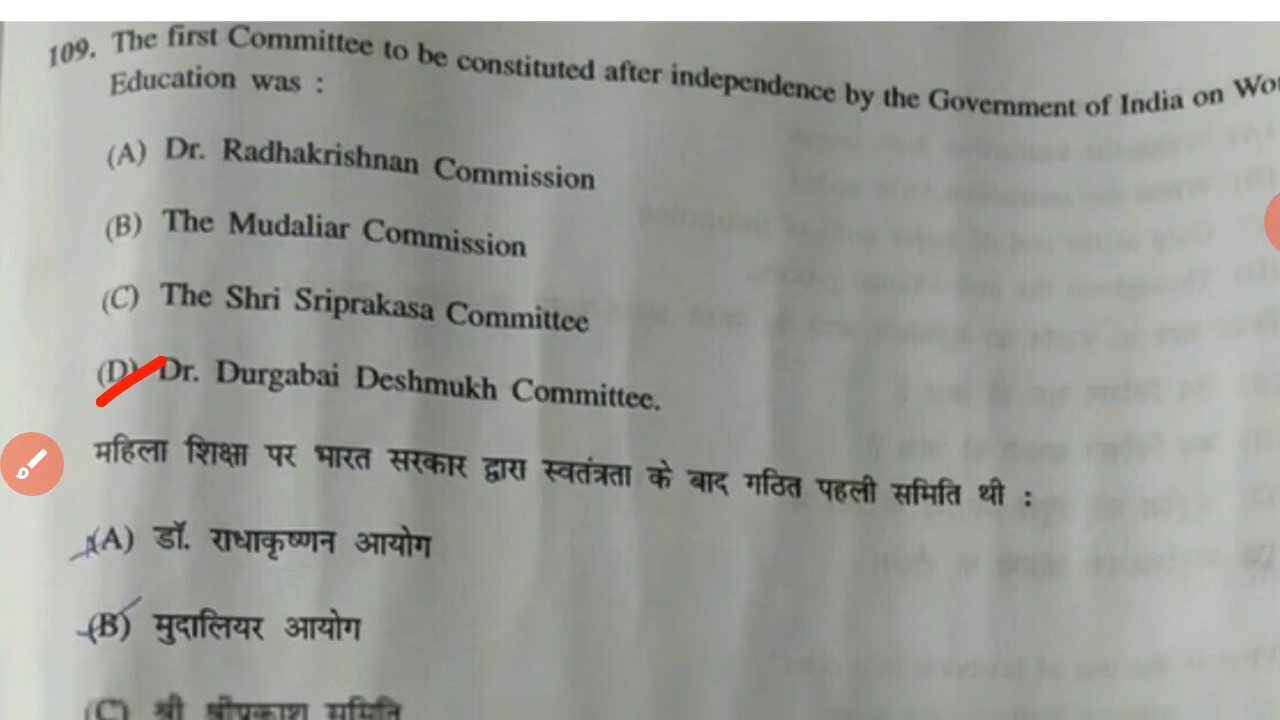 109. The first Committee to be constituted after independence by the Government of India on
Education was :
(A) Dr. Radhakrishnan Commission
(B) The Mudaliar Commission
(C) The Shri Sriprakasa Committee
(D) Dr. Durgabai Deshmukh Committee.
महिला शिक्षा पर भारत सरकार द्वारा स्वतंत्रता के बाद गठित पहली समिति थी :
(A) डॉ. राधाकृष्णन आयोग
(B) मुदालियर आयोग
(C) श्री श्रीप्रकाश समिति